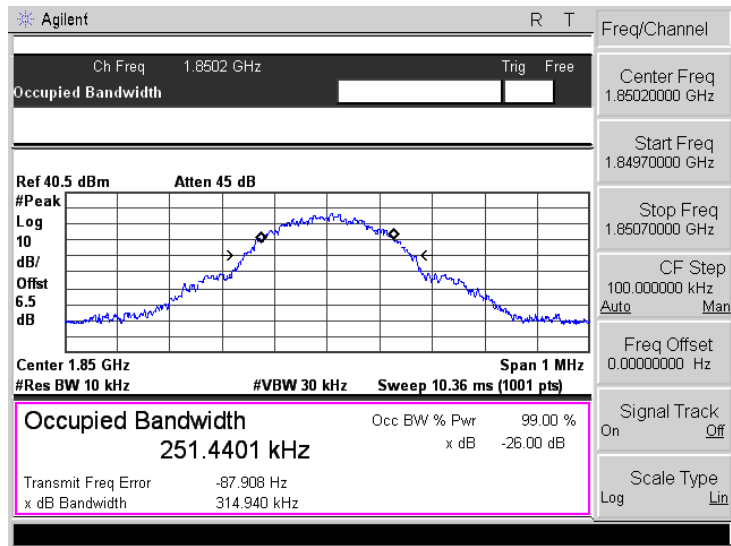 Agilent R T
Ch Freq 1.8502 GHz Trig Free
Occupied Bandwidth
Ref 40.5 dBm Atten 45 dB
#Peak
Log
10
dB/
Offst
6.5
dB
Center 1.85 GHz Span 1 MHz
#Res BW 10 kHz #VBW 30 kHz Sweep 10.36 ms (1001 pts)
Occupied Bandwidth Occ BW % Pwr 99.00 %
251.4401 kHz x dB -26.00 dB
Transmit Freq Error -87.908 Hz
x dB Bandwidth 314.940 kHz
Freq/Channel
Center Freq
1.85020000 GHz
Start Freq
1.84970000 GHz
Stop Freq
1.85070000 GHz
CF Step
100.000000 kHz
Auto Man
Freq Offset
0.00000000 Hz
Signal Track
On Off
Scale Type
Log Lin